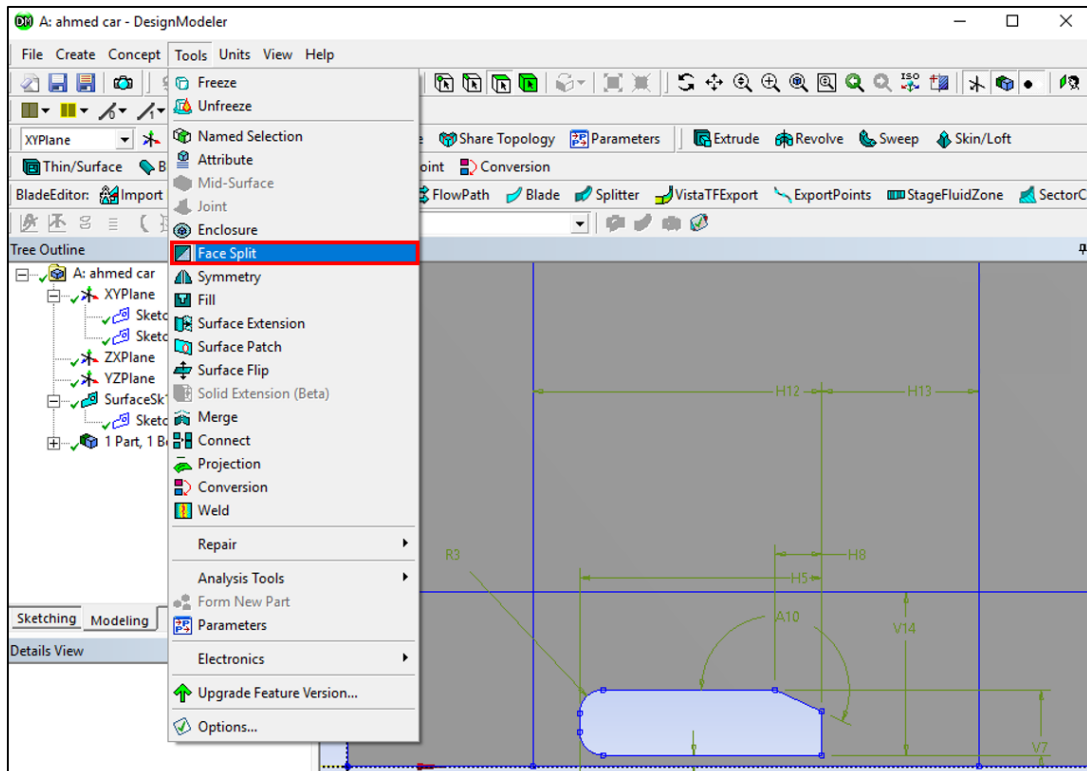 A: ahmed car - DesignModeler
File Create Concept Tools Units View Help
Freeze
Unfreeze
XYPlane
Named Selection
Share Topology Parameters Extrude Revolve Sweep Skin/Loft
Thin/Surface
Attribute
Conversion
Mid-Surface
BladeEditor: Import
FlowPath Blade Splitter VistaTFExport ExportPoints StageFluidZone
Joint
Enclosure
Tree Outline
Face Split
A: ahmed car
Symmetry
XYPlane
Fill
Surface Extension
Surface Patch
ZXPlane
Surface Flip
YZPlane
Solid Extension (Beta)
Merge
Connect
Projection
Conversion
Weld
Repair
Analysis Tools
Form New Part
Sketching Modeling
Parameters
Details View
Electronics
Upgrade Feature Version...
Options...
ISO
H12 H13
R3
H8
H5
A10
V14
V7